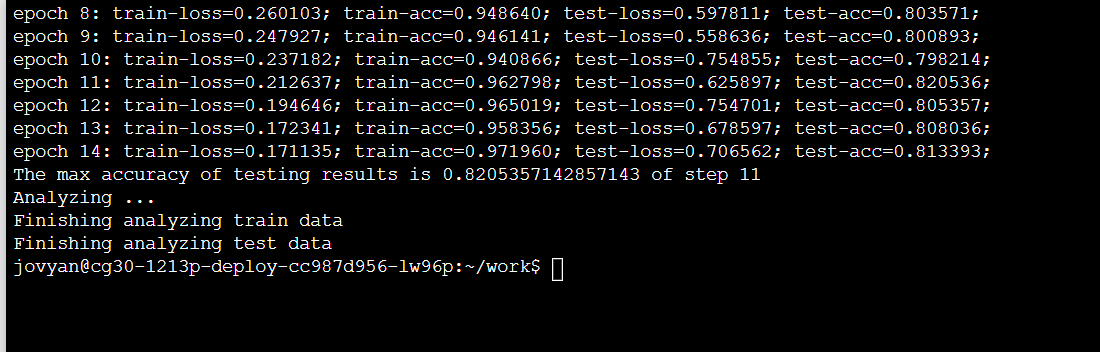 epoch 8: train-loss=0.260103; train-acc=0.948640; test-loss=0.597811; test-acc=0.803571;
epoch 9: train-loss=0.247927; train-acc=0.946141; test-loss=0.558636; test-acc=0.800893;
epoch 10: train-loss=0.237182; train-acc=0.940866; test-loss=0.754855; test-acc=0.798214;
epoch 11: train-loss=0.212637; train-acc=0.962798; test-loss=0.625897; test-acc=0.820536;
epoch 12: train-loss=0.194646; train-acc=0.965019; test-loss=0.754701; test-acc=0.805357;
epoch 13: train-loss=0.172341; train-acc=0.958356; test-loss=0.678597; test-acc=0.808036;
epoch 14: train-loss=0.171135; train-acc=0.971960; test-loss=0.706562; test-acc=0.813393;
The max accuracy of testing results is 0.8205357142857143 of step 11
Analyzing ...
Finishing analyzing train data
Finishing analyzing test data
jovyan@cg30-1213p-deploy-cc987d956-lw96p:~/work$